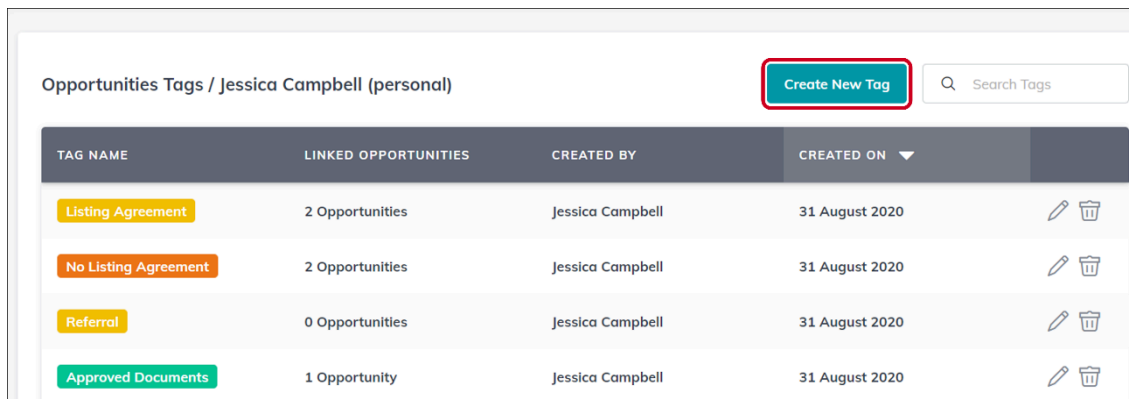 Opportunities Tags / Jessica Campbell (personal)
Create New Tag
Search Tags
TAG NAME LINKED OPPORTUNITIES CREATED BY CREATED ON
Listing Agreement 2 Opportunities Jessica Campbell 31 August 2020
No Listing Agreement 2 Opportunities Jessica Campbell 31 August 2020
Referral 0 Opportunities Jessica Campbell 31 August 2020
Approved Documents 1 Opportunity Jessica Campbell 31 August 2020